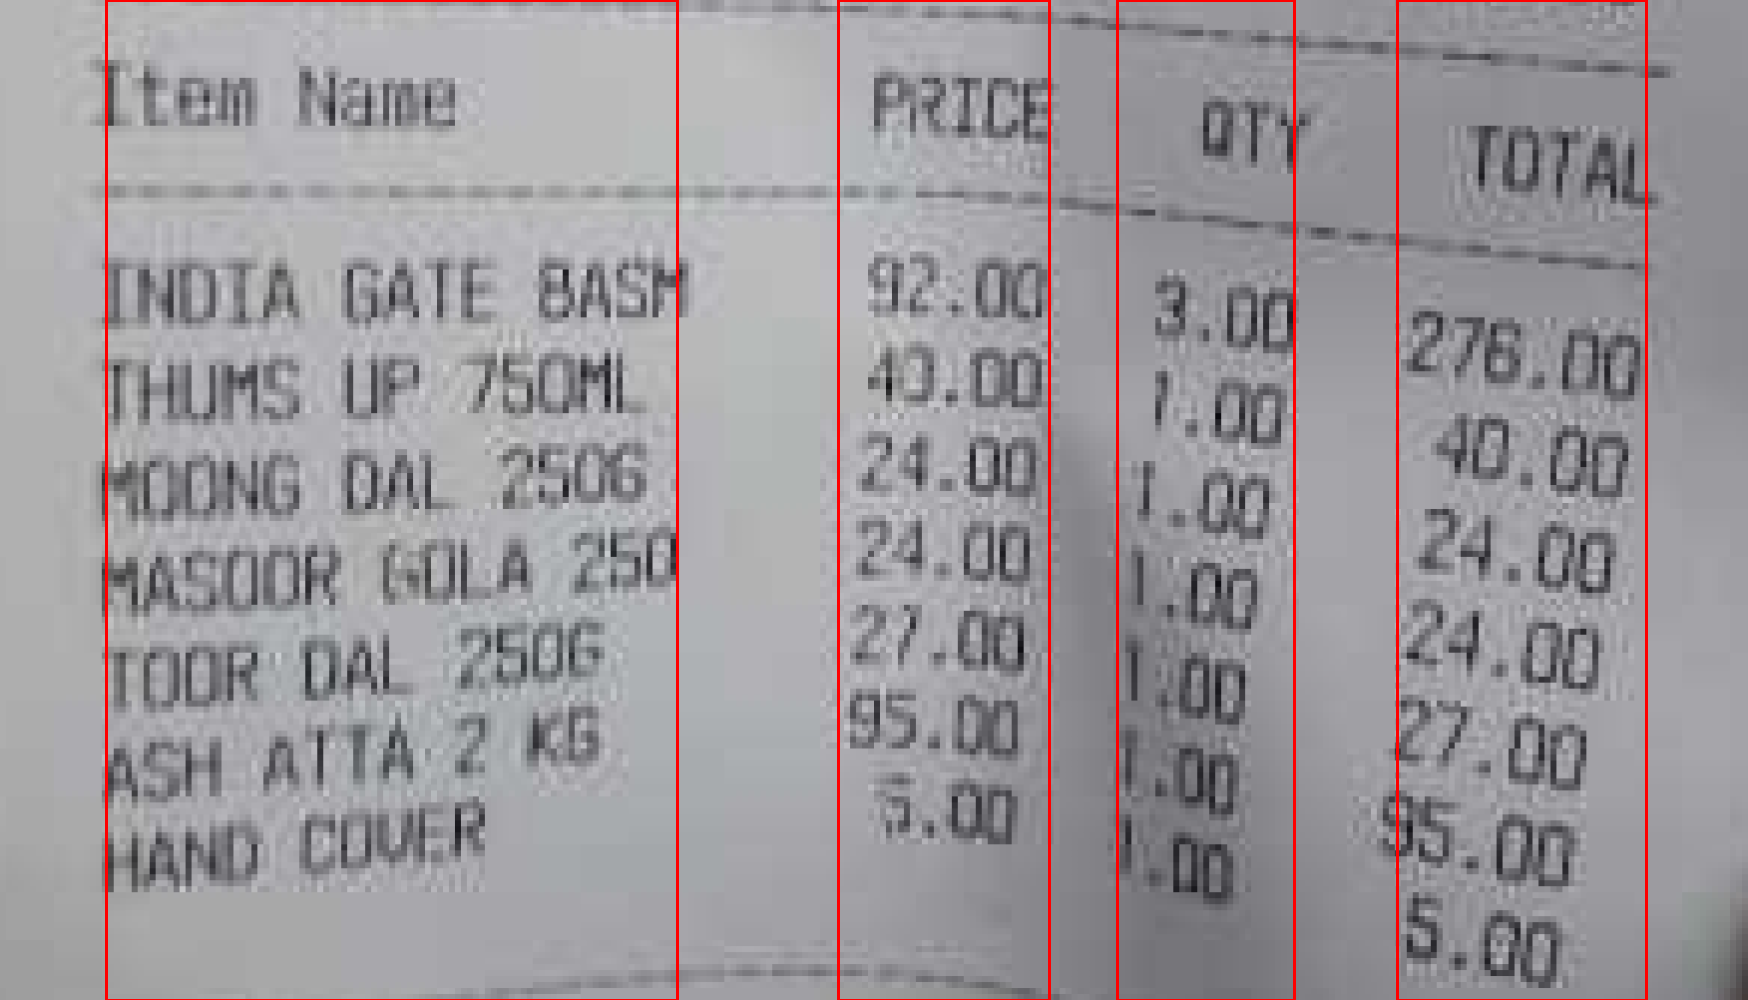 Item Name PRICE QTY TOTAL
INDIA GATE BASM 92.00 3.00 276.00
THUMS UP 750ML 40.00 1.00 40.00
MOONG DAL 250G 24.00 1.00 24.00
MASOOR GOLA 250 24.00 1.00 24.00
TOOR DAL 250G 27.00 1.00 27.00
ASH ATTA 2 KG 95.00 1.00 95.00
HAND COVER 5.00 1.00 5.00